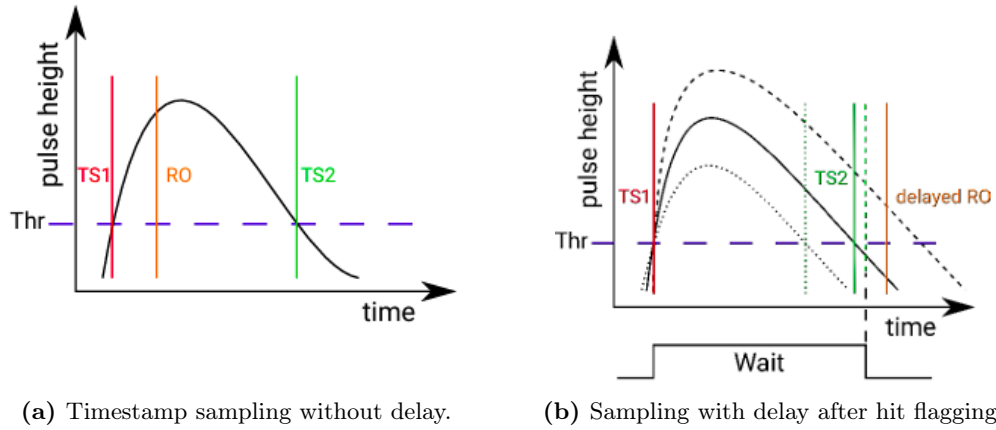 pulse height
TS1
RO
TS2
Thr
time
pulse height
TS1
TS2
delayed RO
Thr
time
Wait
(a) Timestamp sampling without delay.
(b) Sampling with delay after hit flagging